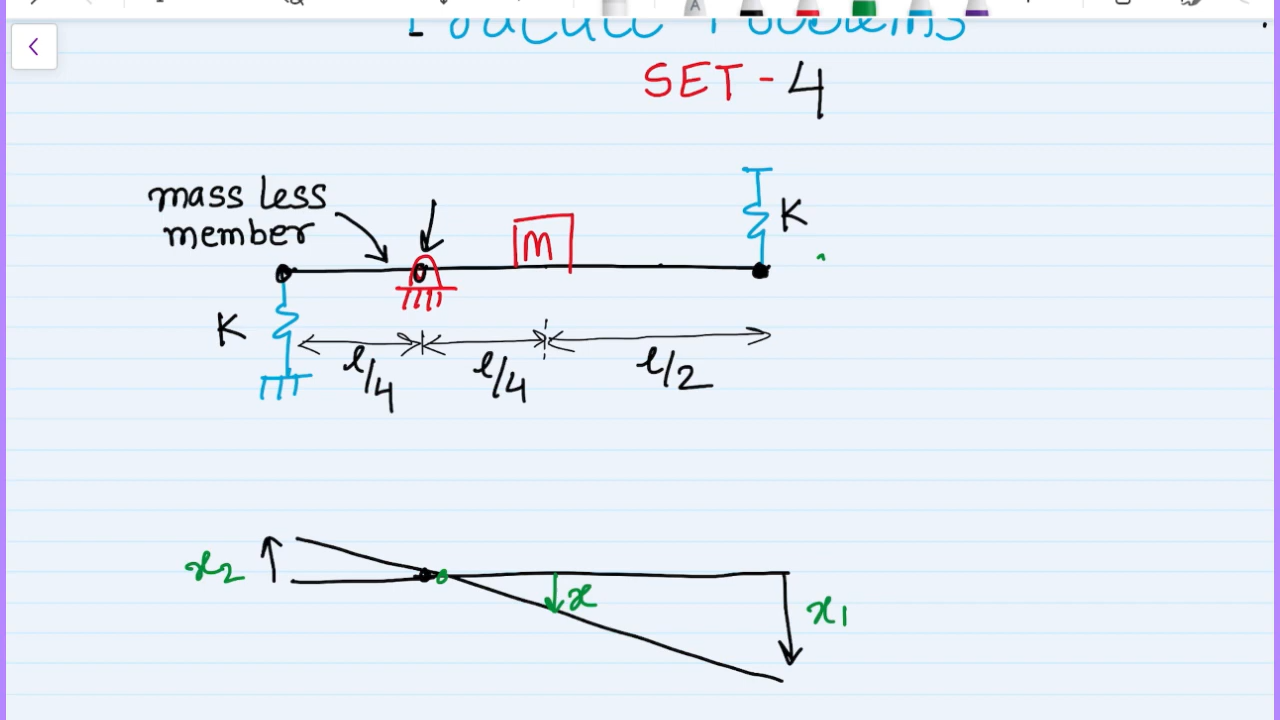 SET - 4
mass less
member
m
K
K
l/4
l/4
l/2
x2
x
x1